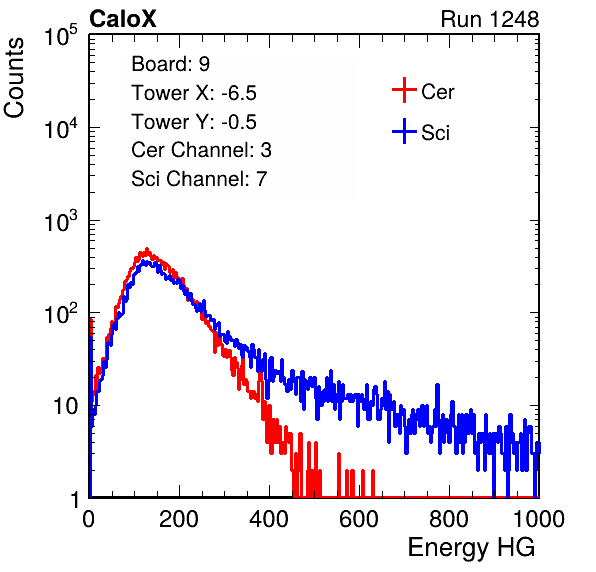 CaloX Run 1248
Counts
Board: 9
Tower X: -6.5
Tower Y: -0.5
Cer Channel: 3
Sci Channel: 7
Cer
Sci
10^5
10^4
10^3
10^2
10
1
0 200 400 600 800 1000
Energy HG